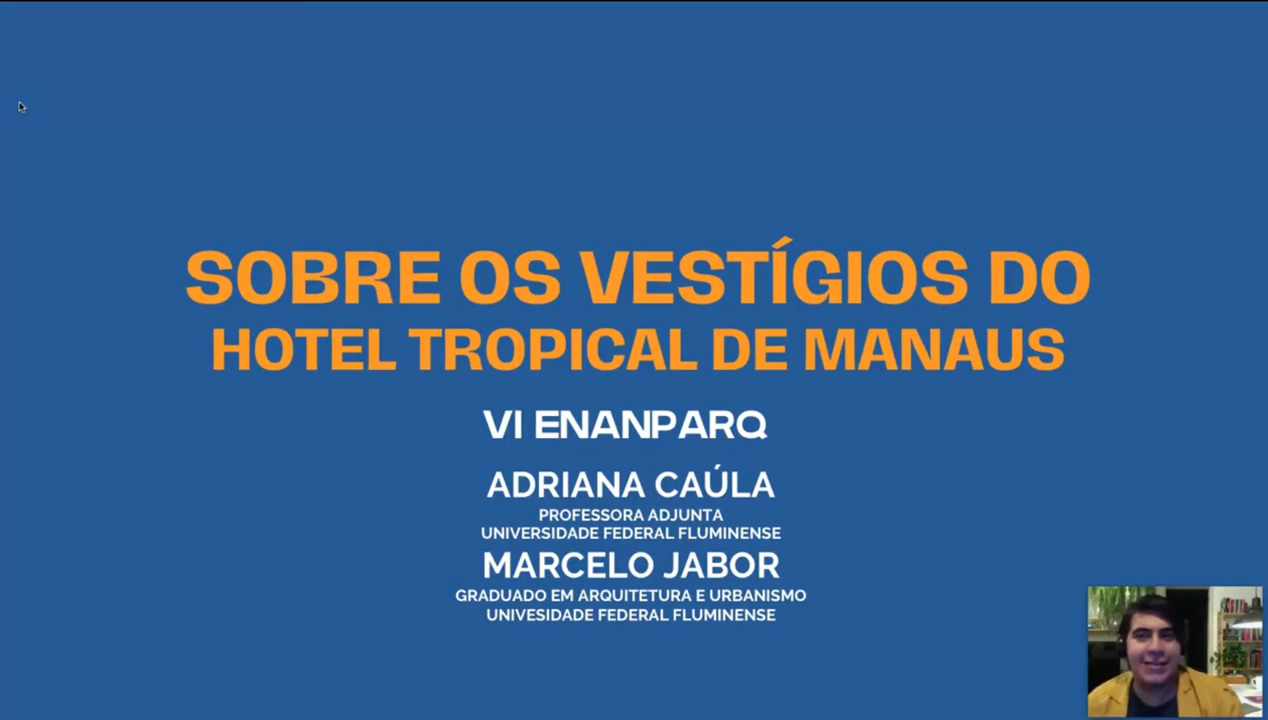 SOBRE OS VESTÍGIOS DO
HOTEL TROPICAL DE MANAUS
VI ENANPARQ
ADRIANA CAÚLA
PROFESSORA ADJUNTA
UNIVERSIDADE FEDERAL FLUMINENSE
MARCELO JABOR
GRADUADO EM ARQUITETURA E URBANISMO
UNIVESIDADE FEDERAL FLUMINENSE